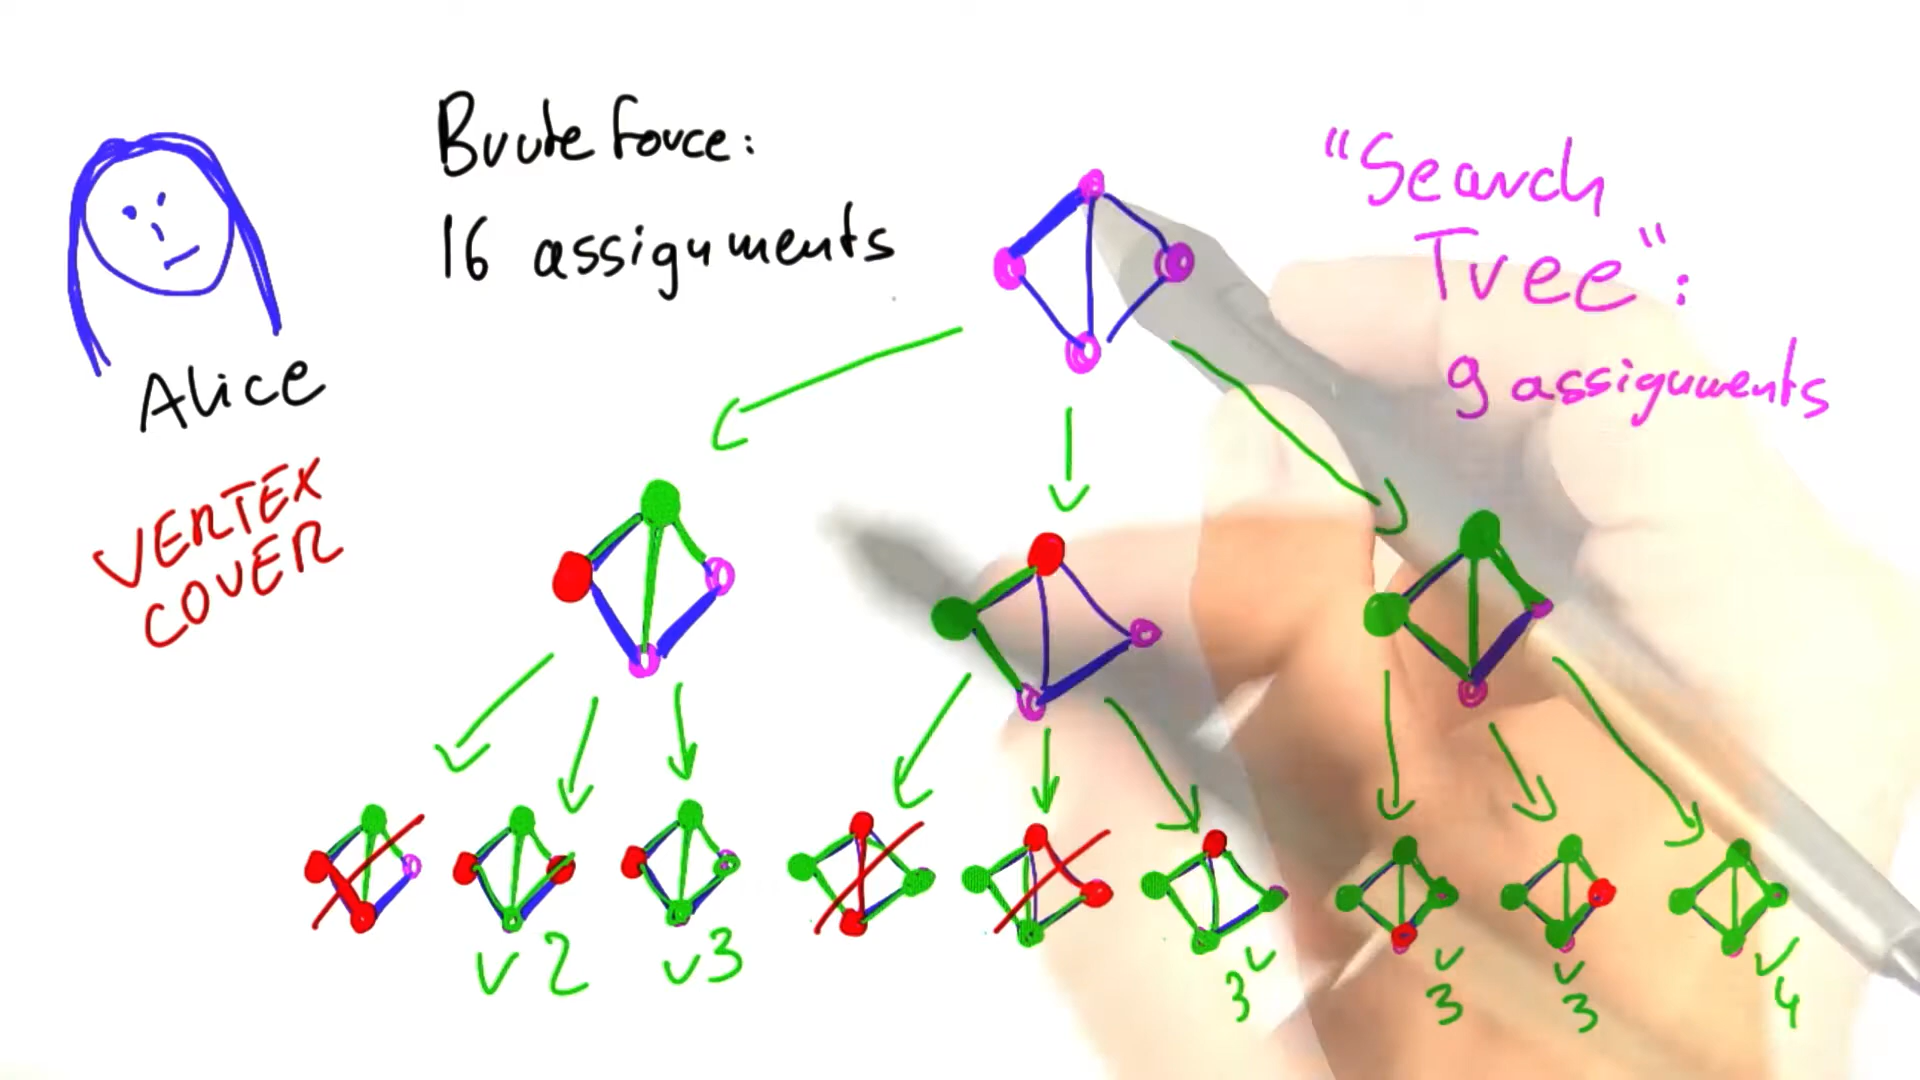 Brute force:
16 assignments
"Search
Tree":
9 assignments
Alice
VERTEX
COVER
√2
√3
3√
√
3
√
3
√
4